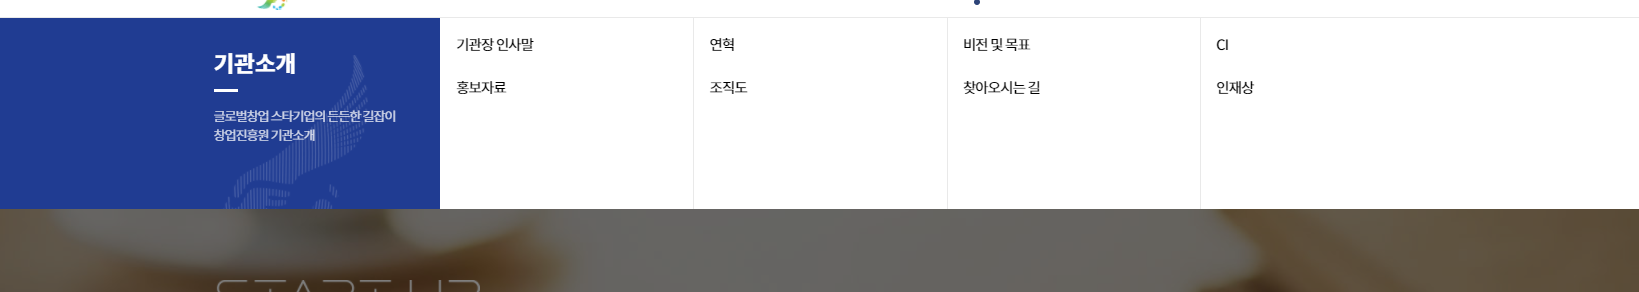 기관소개
글로벌창업 스타기업의 든든한 길잡이
창업진흥원 기관소개
기관장 인사말
연혁
비전 및 목표
CI
홍보자료
조직도
찾아오시는 길
인재상
START-UP